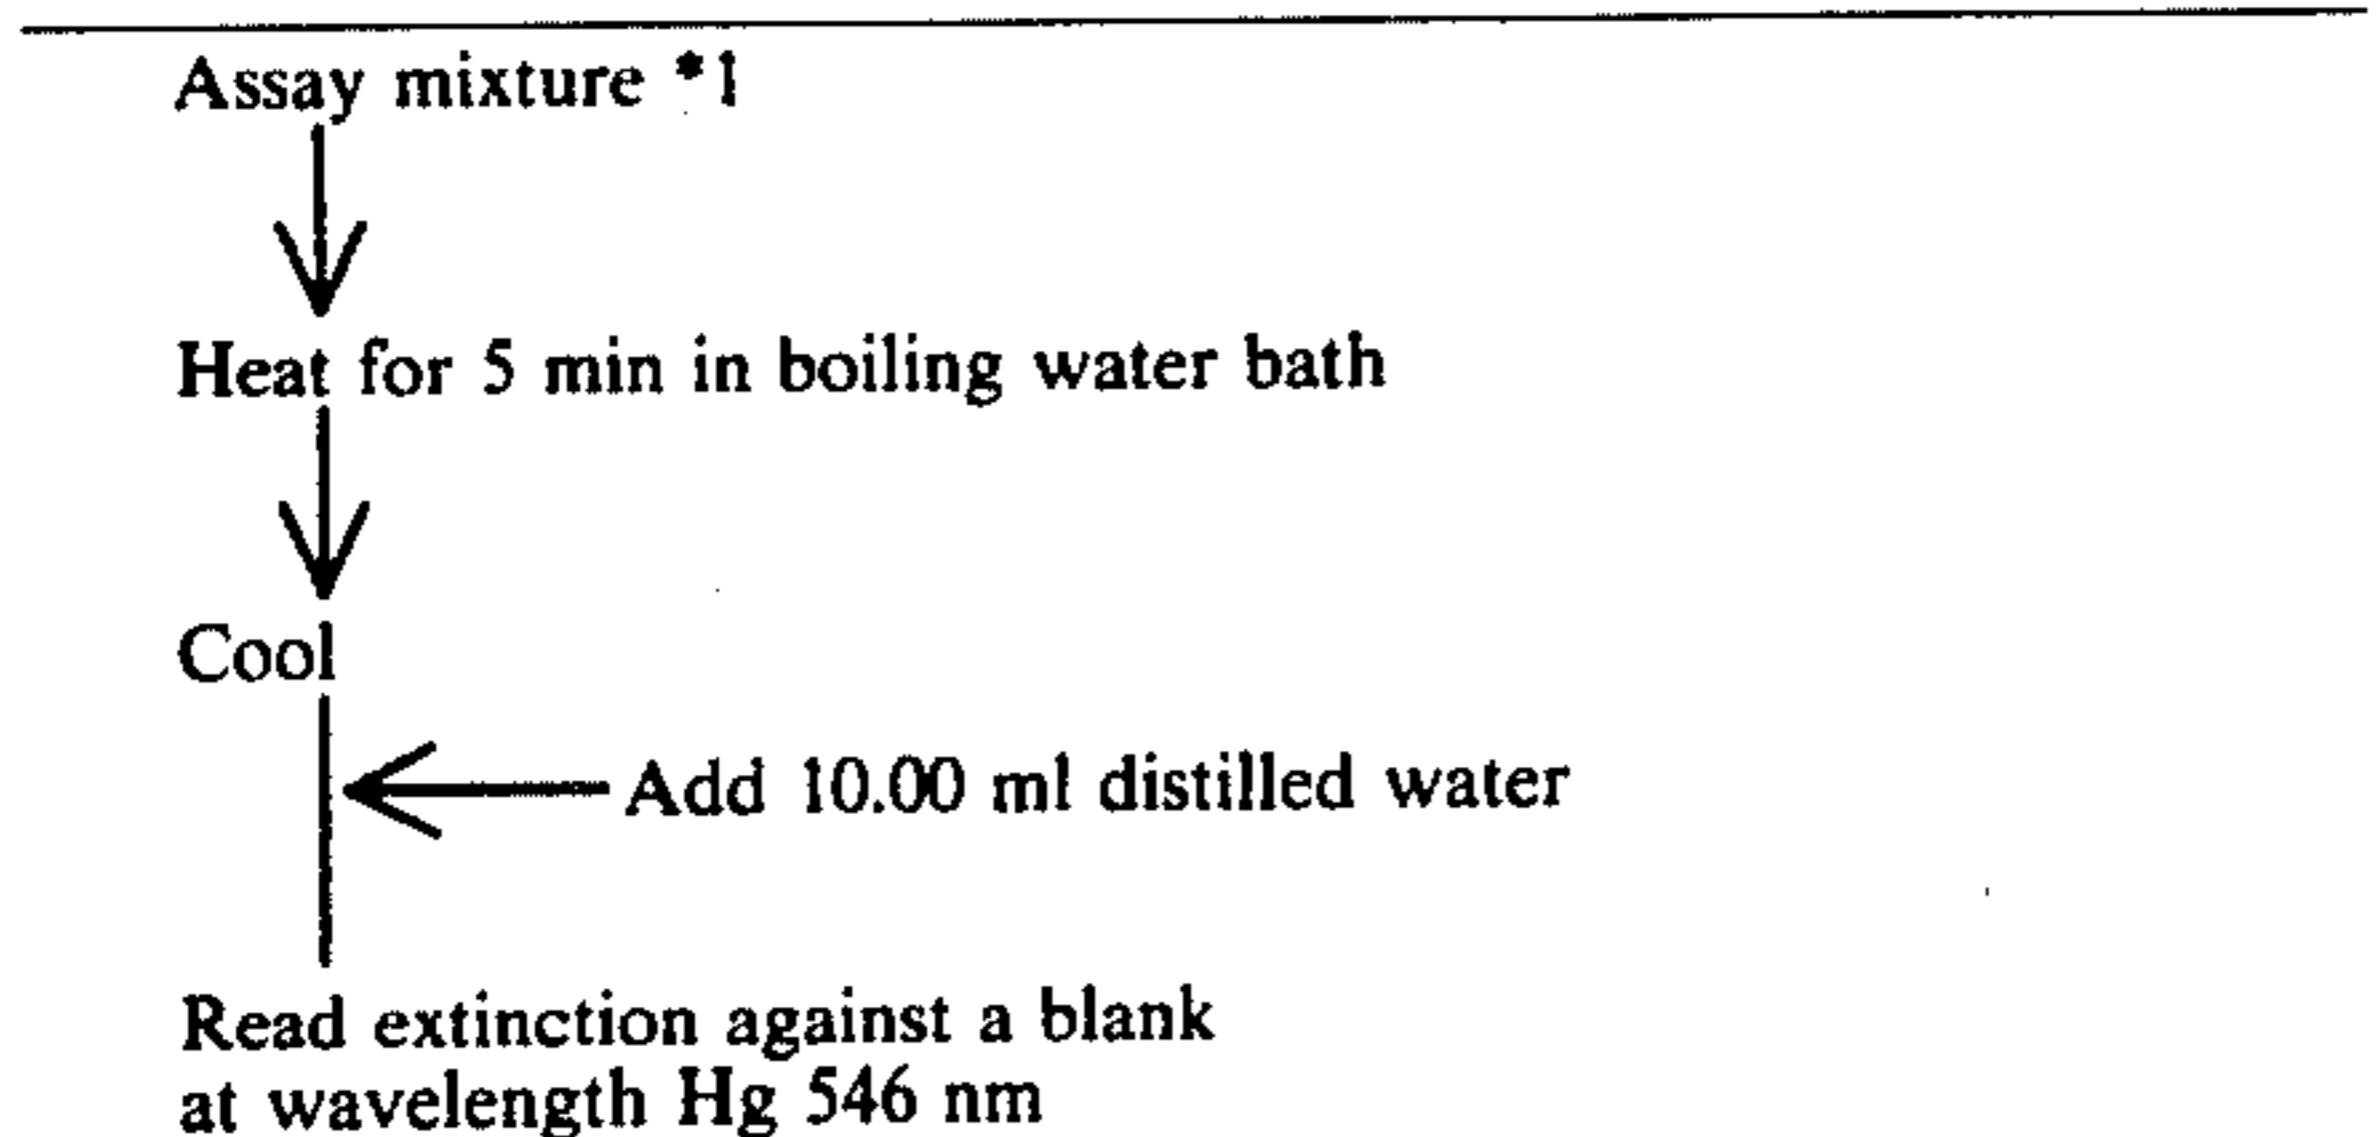 Assay mixture *1
Heat for 5 min in boiling water bath
Cool
Add 10.00 ml distilled water
Read extinction against a blank
at wavelength Hg 546 nm